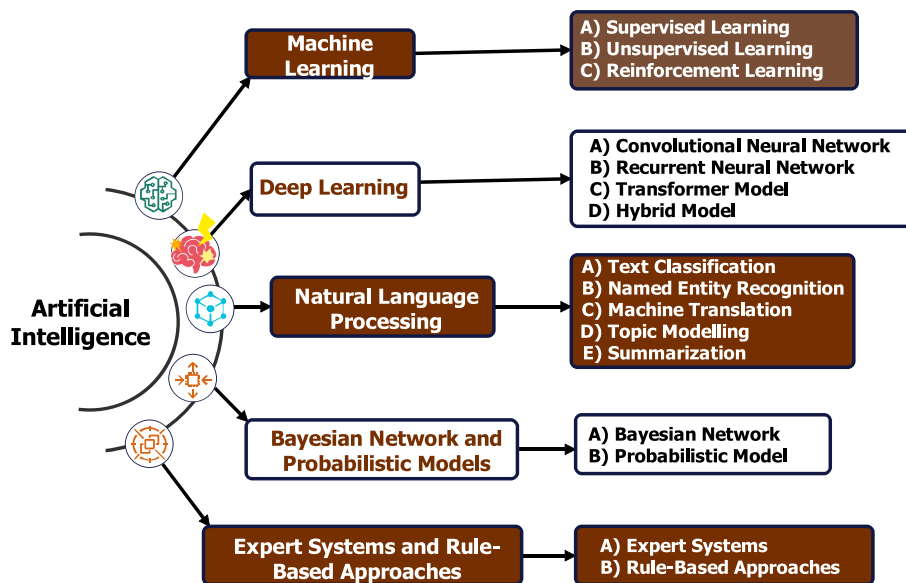 Artificial
Intelligence
Machine
Learning
A) Supervised Learning
B) Unsupervised Learning
C) Reinforcement Learning
Deep Learning
A) Convolutional Neural Network
B) Recurrent Neural Network
C) Transformer Model
D) Hybrid Model
Natural Language
Processing
A) Text Classification
B) Named Entity Recognition
C) Machine Translation
D) Topic Modelling
E) Summarization
Bayesian Network and
Probabilistic Models
A) Bayesian Network
B) Probabilistic Model
Expert Systems and Rule-
Based Approaches
A) Expert Systems
B) Rule-Based Approaches